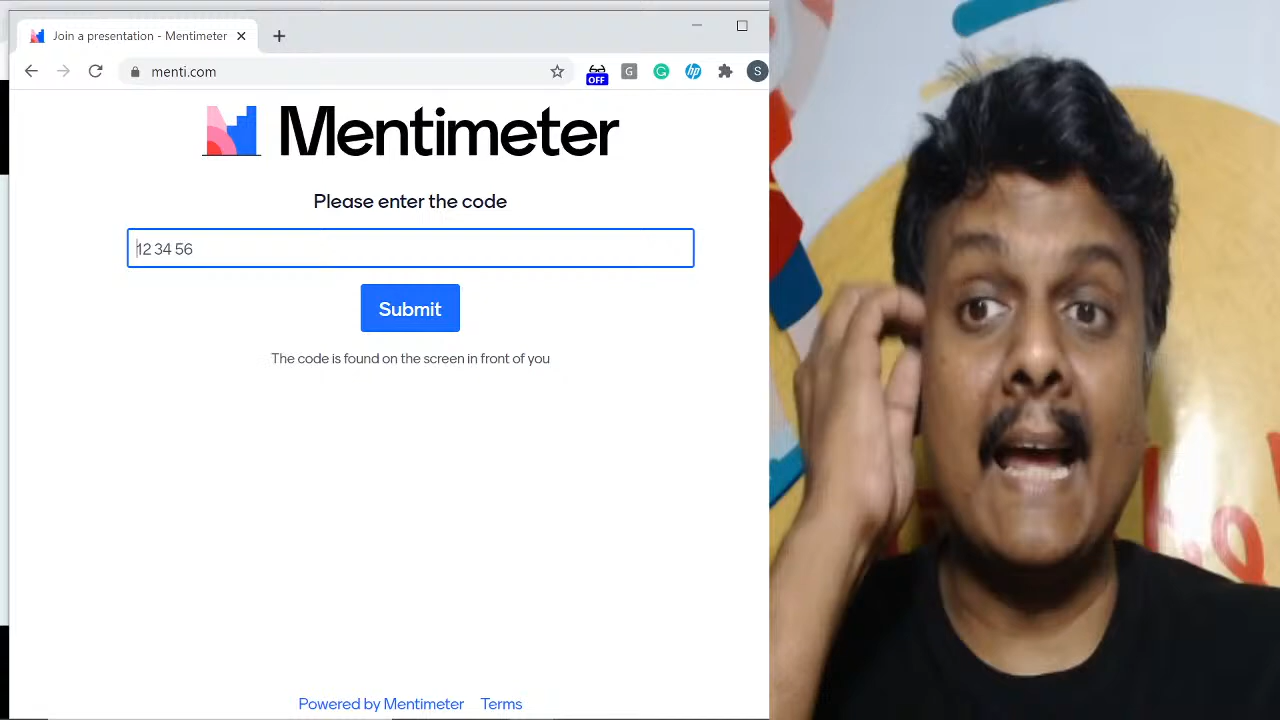 Join a presentation - Mentimeter
menti.com
OFF
G
G
hp
S
Mentimeter
Please enter the code
12 34 56
Submit
The code is found on the screen in front of you
Powered by Mentimeter Terms